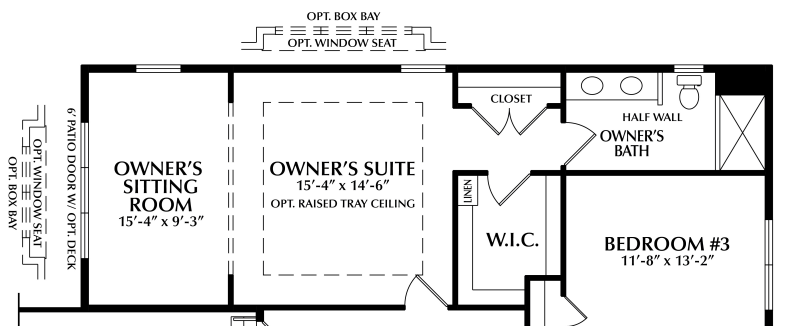 OPT. BOX BAY
OPT. WINDOW SEAT
CLOSET
HALF WALL
OWNER'S
BATH
6' PATIO DOOR W/ OPT. DECK
OPT. WINDOW SEAT
OPT. BOX BAY
OWNER'S
SITTING
ROOM
15'-4" x 9'-3"
OWNER'S SUITE
15'-4" x 14'-6"
OPT. RAISED TRAY CEILING
LINEN
W.I.C.
BEDROOM #3
11'-8" x 13'-2"